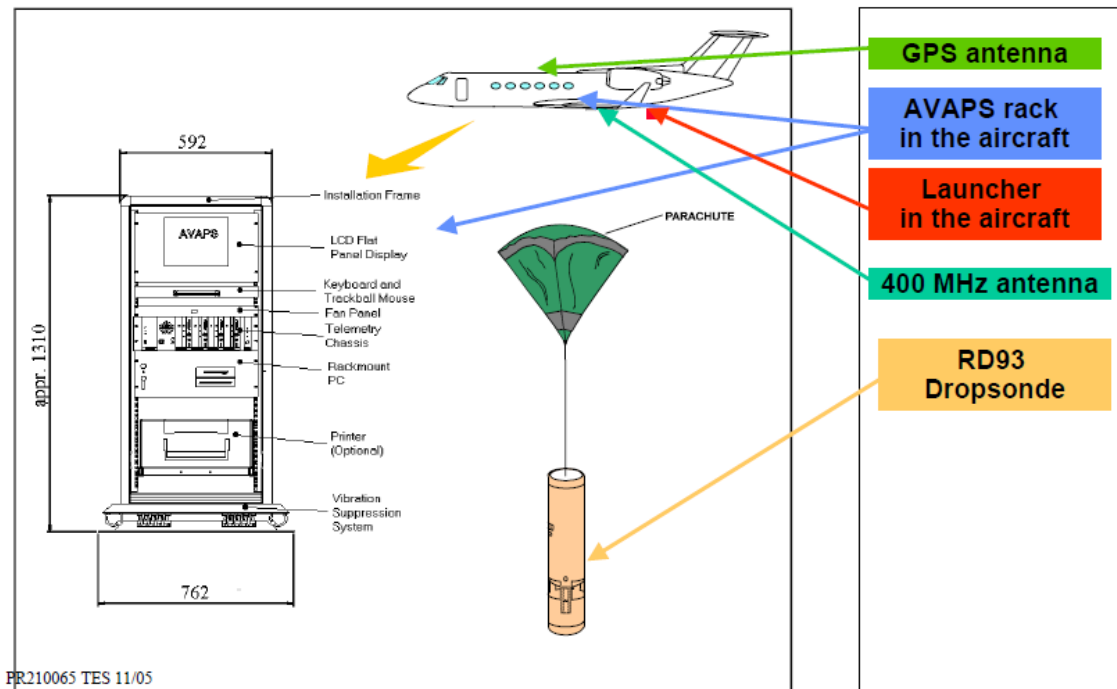 GPS antenna
AVAPS rack
in the aircraft
Launcher
in the aircraft
400 MHz antenna
RD93
Dropsonde
592
Installation Frame
AVAPS
LCD Flat
Panel Display
Keyboard and
Trackball Mouse
Fan Panel
Telemetry
Chassis
appr. 1310
Rackmount
PC
Printer
(Optional)
Vibration
Suppression
System
762
PARACHUTE
PR210065 TES 11/05